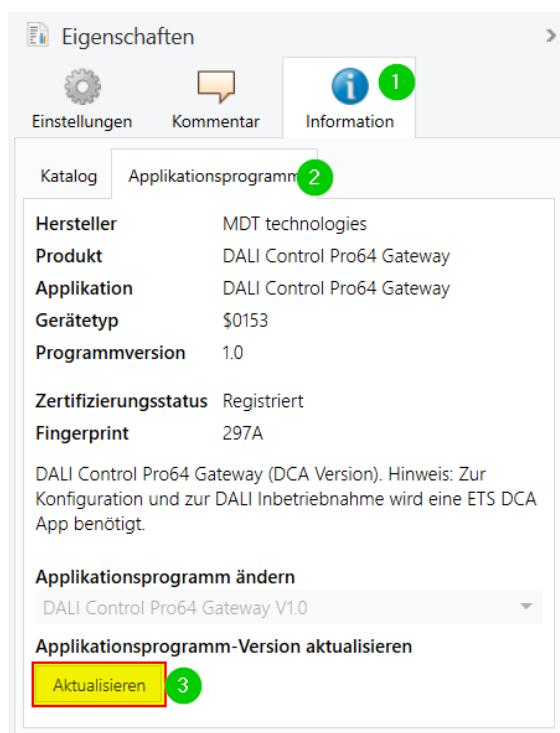 Eigenschaften
1
Einstellungen Kommentar Information
Katalog Applikationsprogramm 2
Hersteller MDT technologies
Produkt DALI Control Pro64 Gateway
Applikation DALI Control Pro64 Gateway
Gerätetyp $0153
Programmversion 1.0
Zertifizierungsstatus Registriert
Fingerprint 297A
DALI Control Pro64 Gateway (DCA Version). Hinweis: Zur
Konfiguration und zur DALI Inbetriebnahme wird eine ETS DCA
App benötigt.
Applikationsprogramm ändern
DALI Control Pro64 Gateway V1.0
Applikationsprogramm-Version aktualisieren
Aktualisieren 3